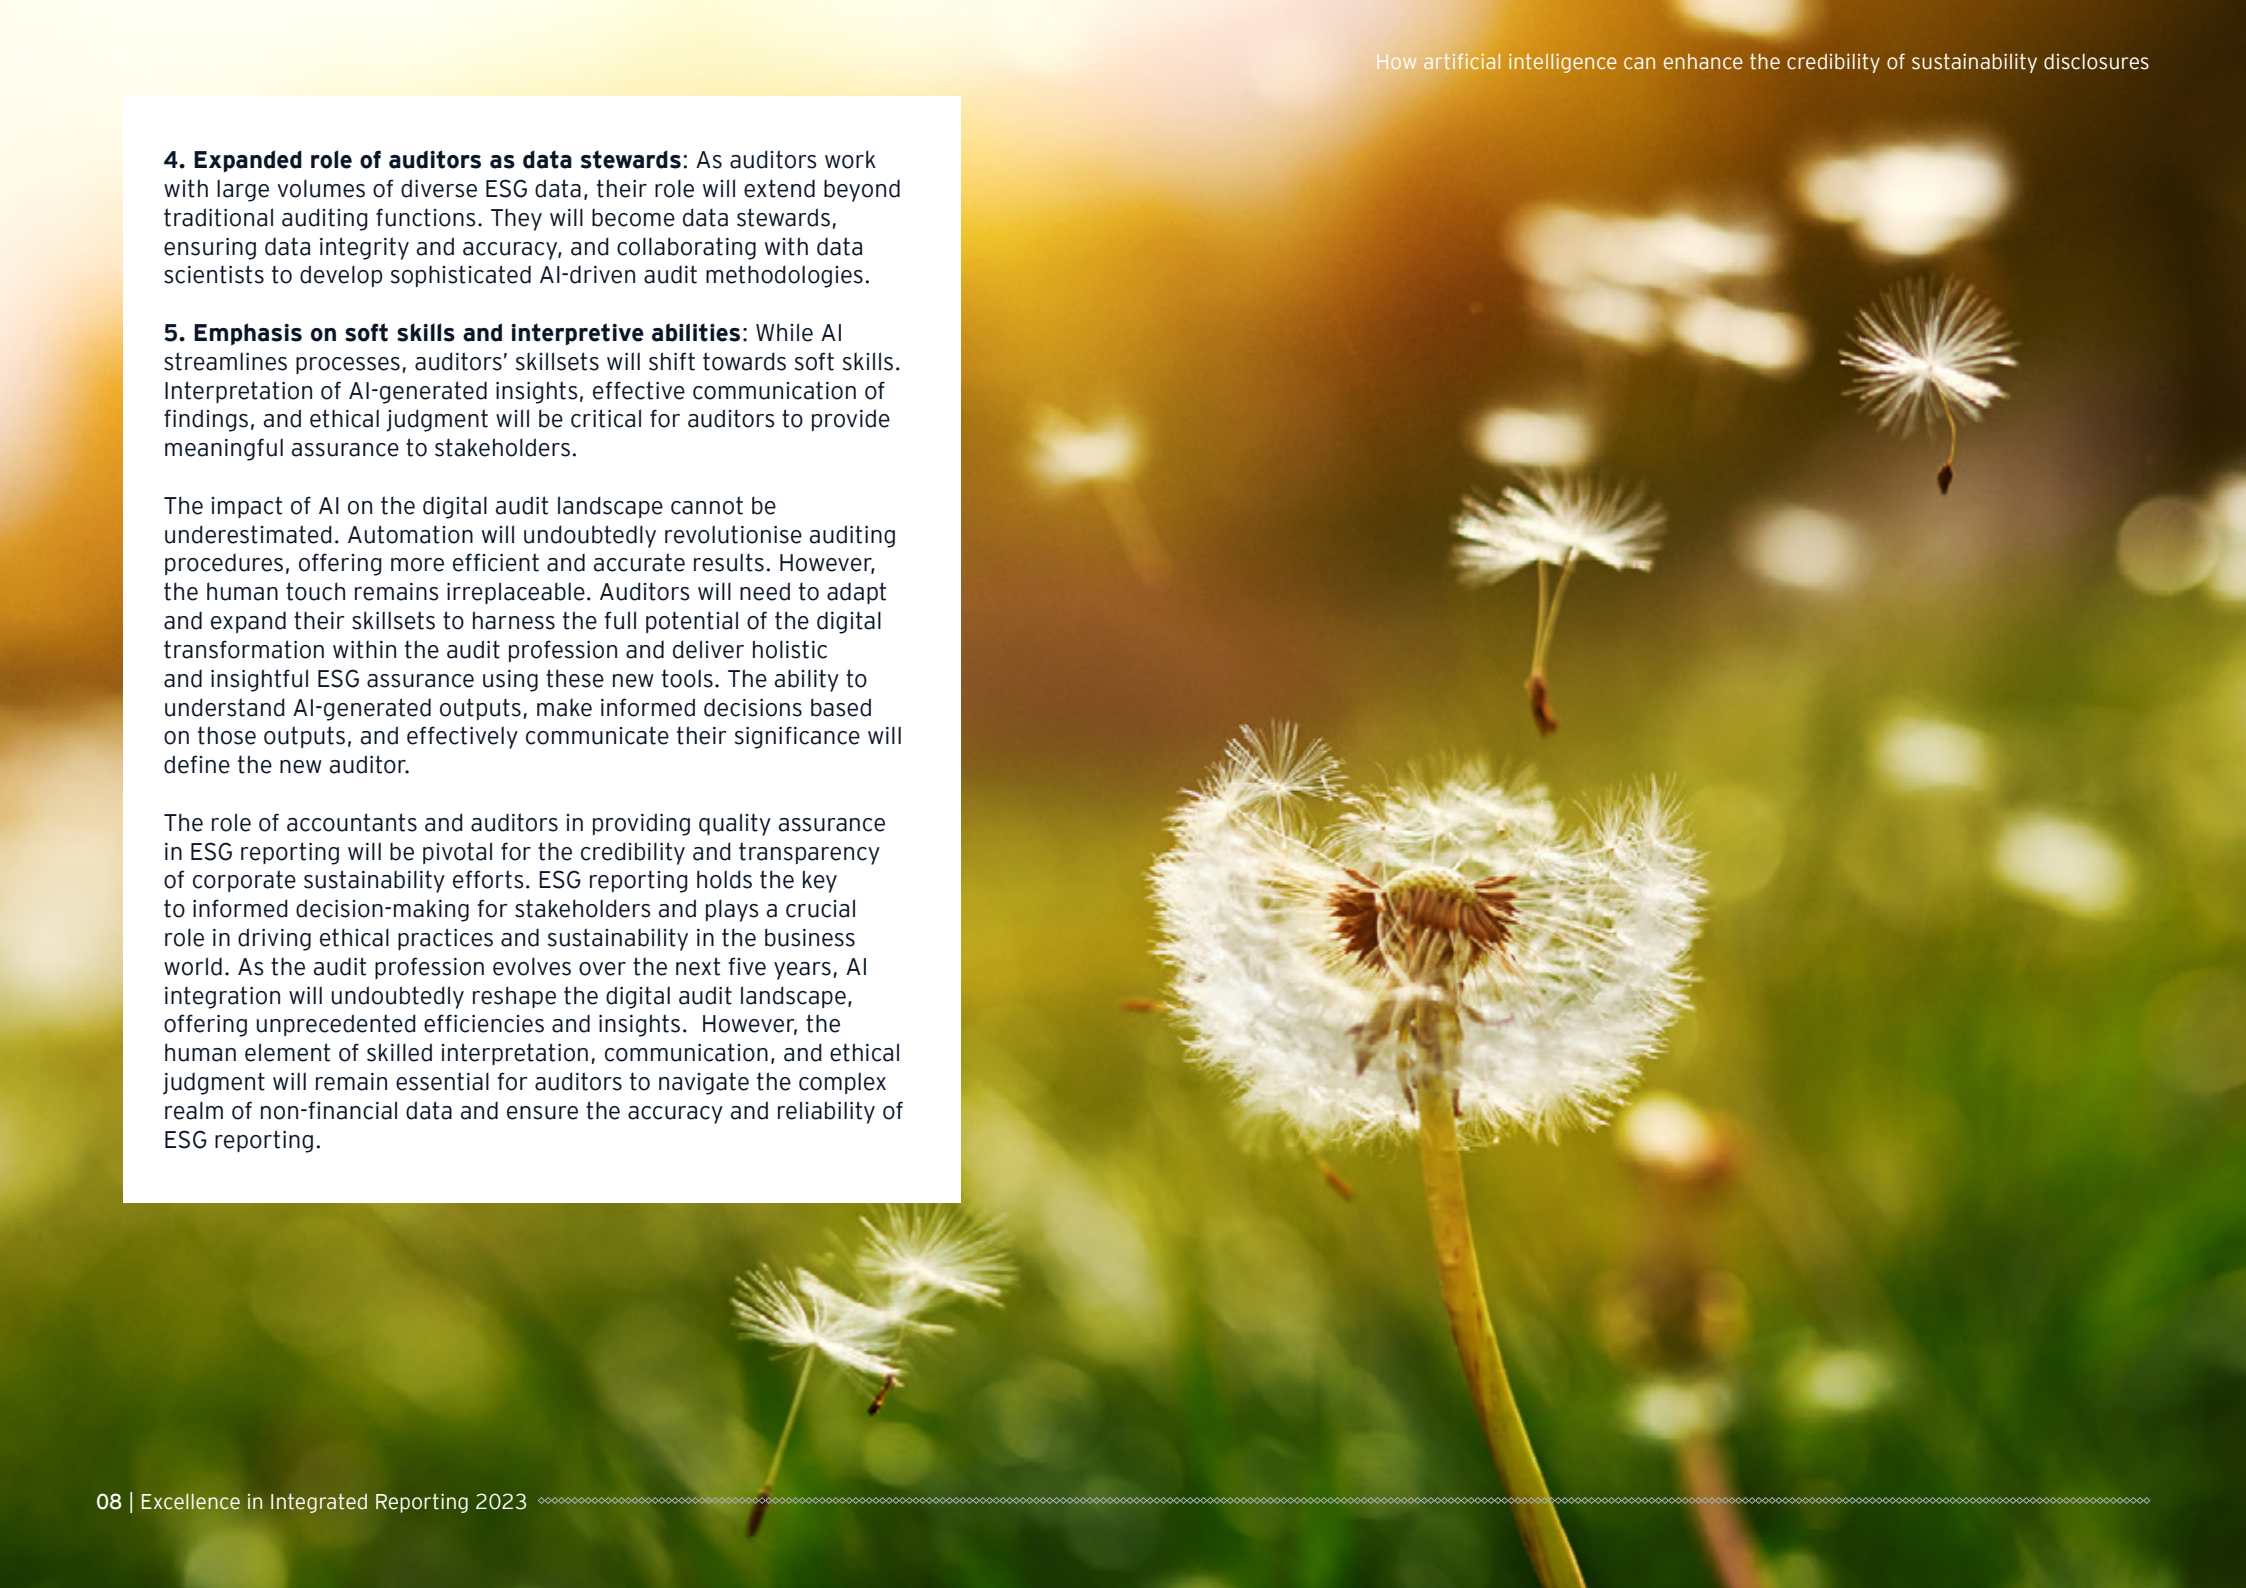 How artificial intelligence can enhance the credibility of sustainability disclosures
4. Expanded role of auditors as data stewards: As auditors work
with large volumes of diverse ESG data, their role will extend beyond
traditional auditing functions. They will become data stewards,
ensuring data integrity and accuracy, and collaborating with data
scientists to develop sophisticated AI-driven audit methodologies.
5. Emphasis on soft skills and interpretive abilities: While AI
streamlines processes, auditors’ skillsets will shift towards soft skills.
Interpretation of AI-generated insights, effective communication of
findings, and ethical judgment will be critical for auditors to provide
meaningful assurance to stakeholders.
The impact of AI on the digital audit landscape cannot be
underestimated. Automation will undoubtedly revolutionise auditing
procedures, offering more efficient and accurate results. However,
the human touch remains irreplaceable. Auditors will need to adapt
and expand their skillsets to harness the full potential of the digital
transformation within the audit profession and deliver holistic
and insightful ESG assurance using these new tools. The ability to
understand AI-generated outputs, make informed decisions based
on those outputs, and effectively communicate their significance will
define the new auditor.
The role of accountants and auditors in providing quality assurance
in ESG reporting will be pivotal for the credibility and transparency
of corporate sustainability efforts. ESG reporting holds the key
to informed decision-making for stakeholders and plays a crucial
role in driving ethical practices and sustainability in the business
world. As the audit profession evolves over the next five years, AI
integration will undoubtedly reshape the digital audit landscape,
offering unprecedented efficiencies and insights.  However, the
human element of skilled interpretation, communication, and ethical
judgment will remain essential for auditors to navigate the complex
realm of non-financial data and ensure the accuracy and reliability of
ESG reporting.
08 | Excellence in Integrated Reporting 2023